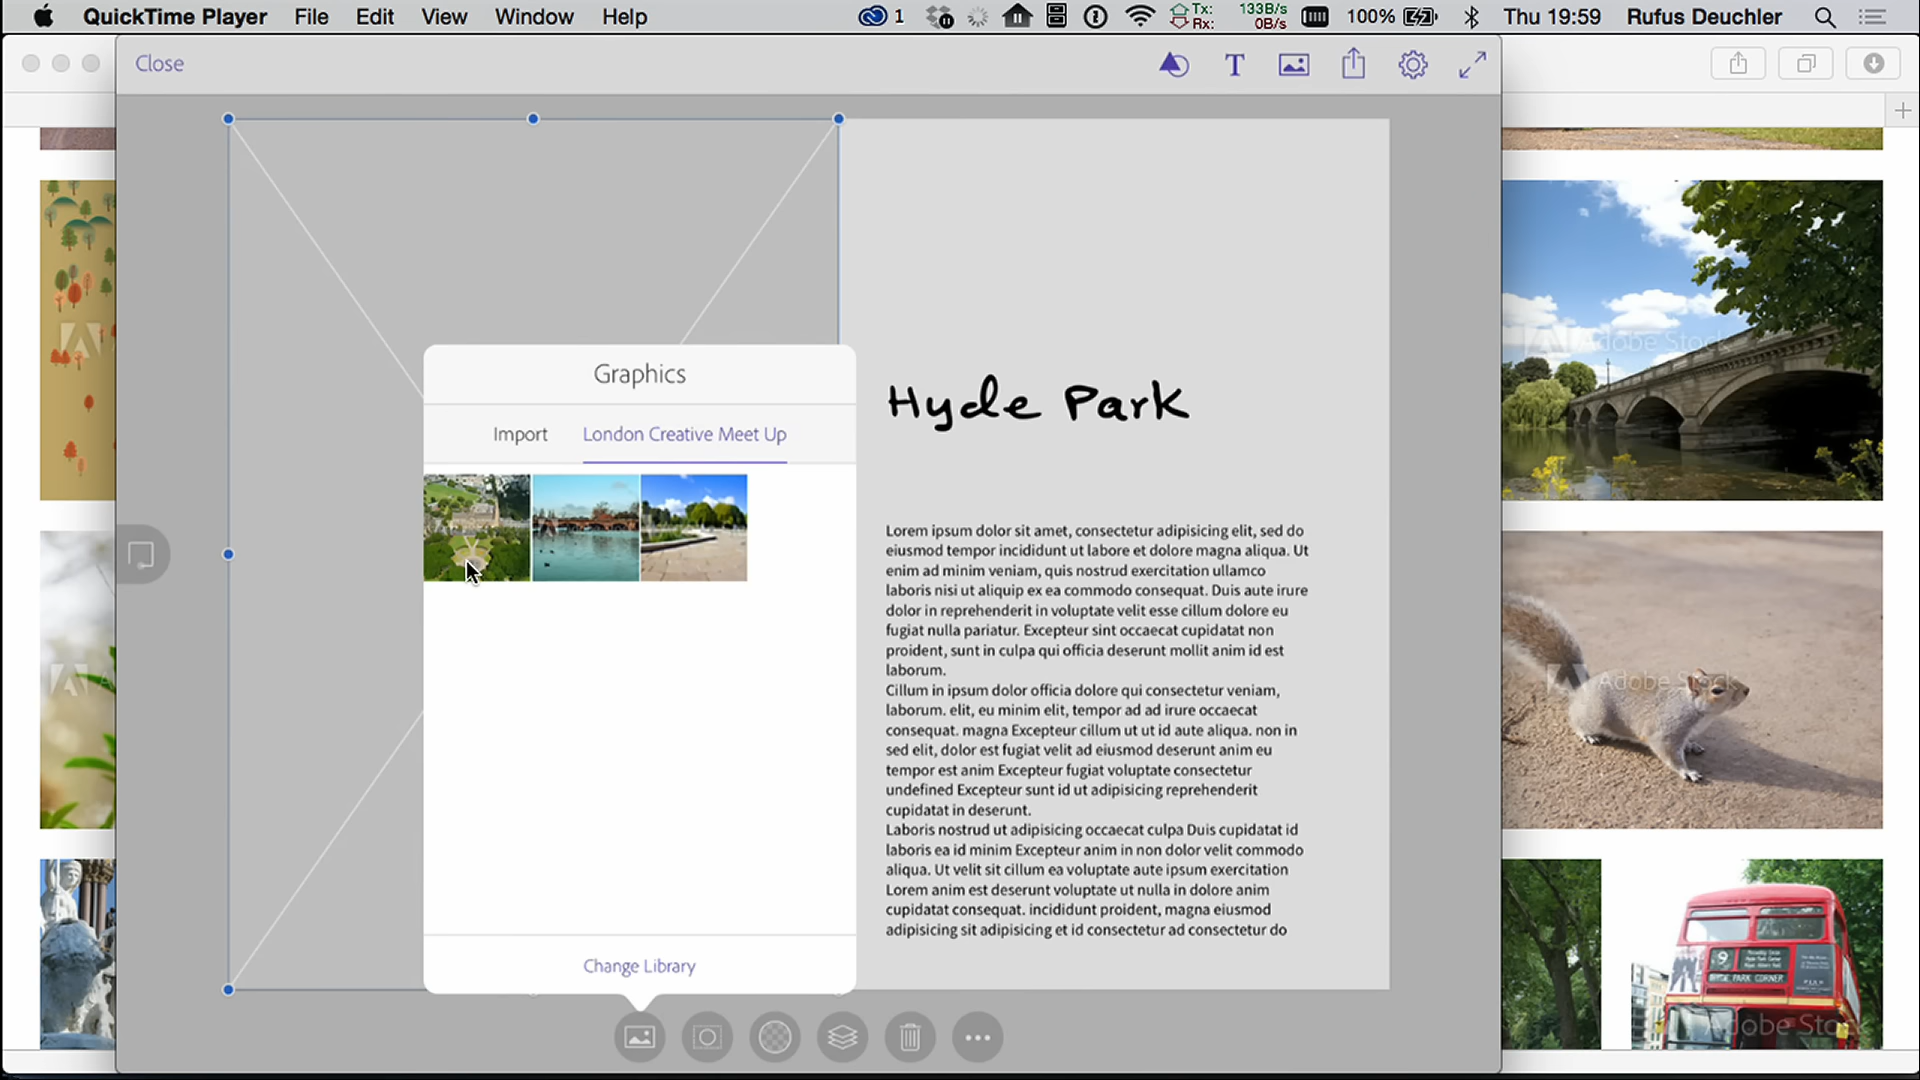 QuickTime Player File Edit View Window Help 1 Tx: 133B/s Rx: 0B/s 100% Thu 19:59 Rufus Deuchler
Close
T
Graphics
Import London Creative Meet Up
Change Library
Hyde Park
Lorem ipsum dolor sit amet, consectetur adipisicing elit, sed do
eiusmod tempor incididunt ut labore et dolore magna aliqua. Ut
enim ad minim veniam, quis nostrud exercitation ullamco
laboris nisi ut aliquip ex ea commodo consequat. Duis aute irure
dolor in reprehenderit in voluptate velit esse cillum dolore eu
fugiat nulla pariatur. Excepteur sint occaecat cupidatat non
proident, sunt in culpa qui officia deserunt mollit anim id est
laborum.
Cillum in ipsum dolor officia dolore qui consectetur veniam,
laborum. elit, eu minim elit, tempor ad ad irure occaecat
consequat. magna Excepteur cillum ut ut id aute aliqua. non in
sed elit, dolor est fugiat velit ad eiusmod deserunt anim eu
tempor est anim Excepteur fugiat voluptate consectetur
undefined Excepteur sunt id ut adipisicing reprehenderit
cupidatat in deserunt.
Laboris nostrud ut adipisicing occaecat culpa Duis cupidatat id
laboris ea id minim Excepteur anim in non dolor velit commodo
aliqua. Ut velit sit cillum ea voluptate aute ipsum exercitation
Lorem anim est deserunt voluptate ut nulla in dolore anim
cupidatat consequat. incididunt proident, magna eiusmod
adipisicing sit adipisicing et id consectetur ad consectetur do
Adobe Stock
Adobe Stock
9
HYDE PARK CORNER
Adobe Stock